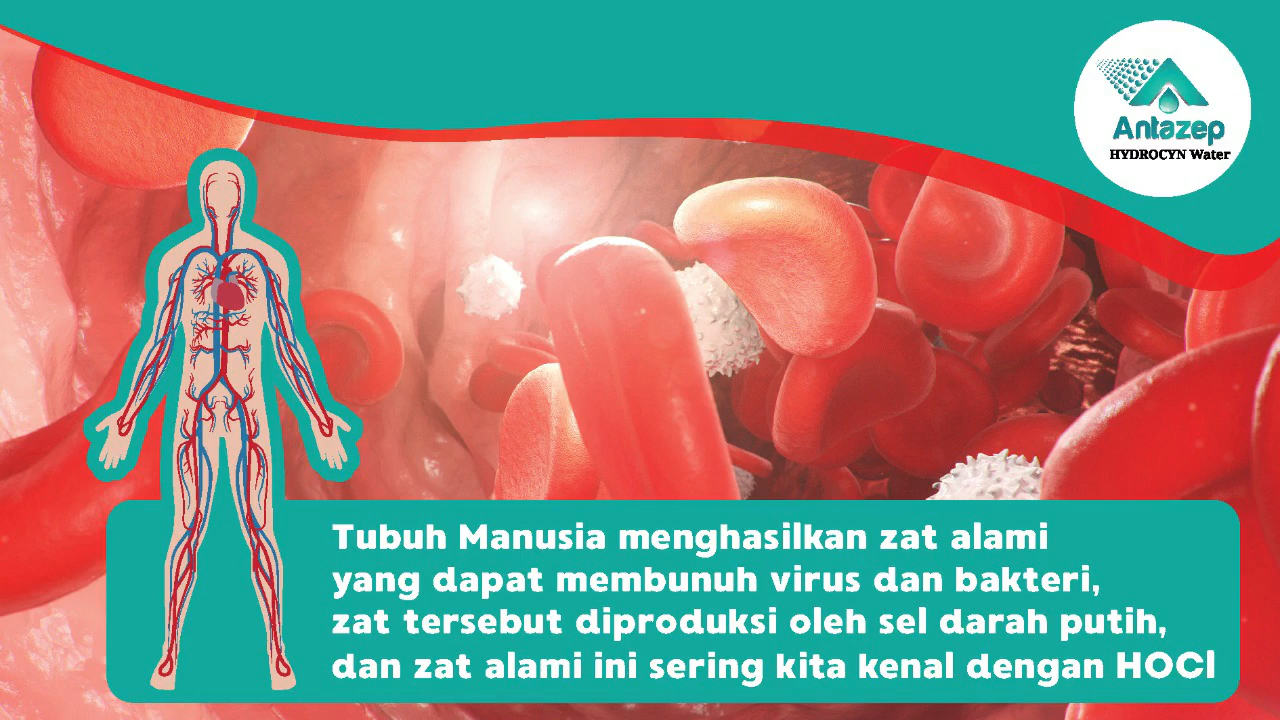 Antazep
HYDROCYN Water
Tubuh Manusia menghasilkan zat alami
yang dapat membunuh virus dan bakteri,
zat tersebut diproduksi oleh sel darah putih,
dan zat alami ini sering kita kenal dengan HOCl